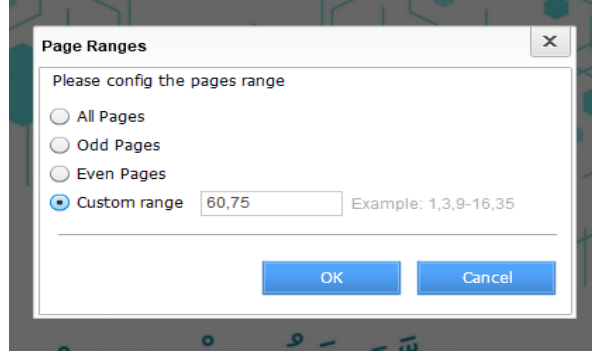 Page Ranges
Please config the pages range
All Pages
Odd Pages
Even Pages
Custom range 60,75 Example: 1,3,9-16,35
OK Cancel